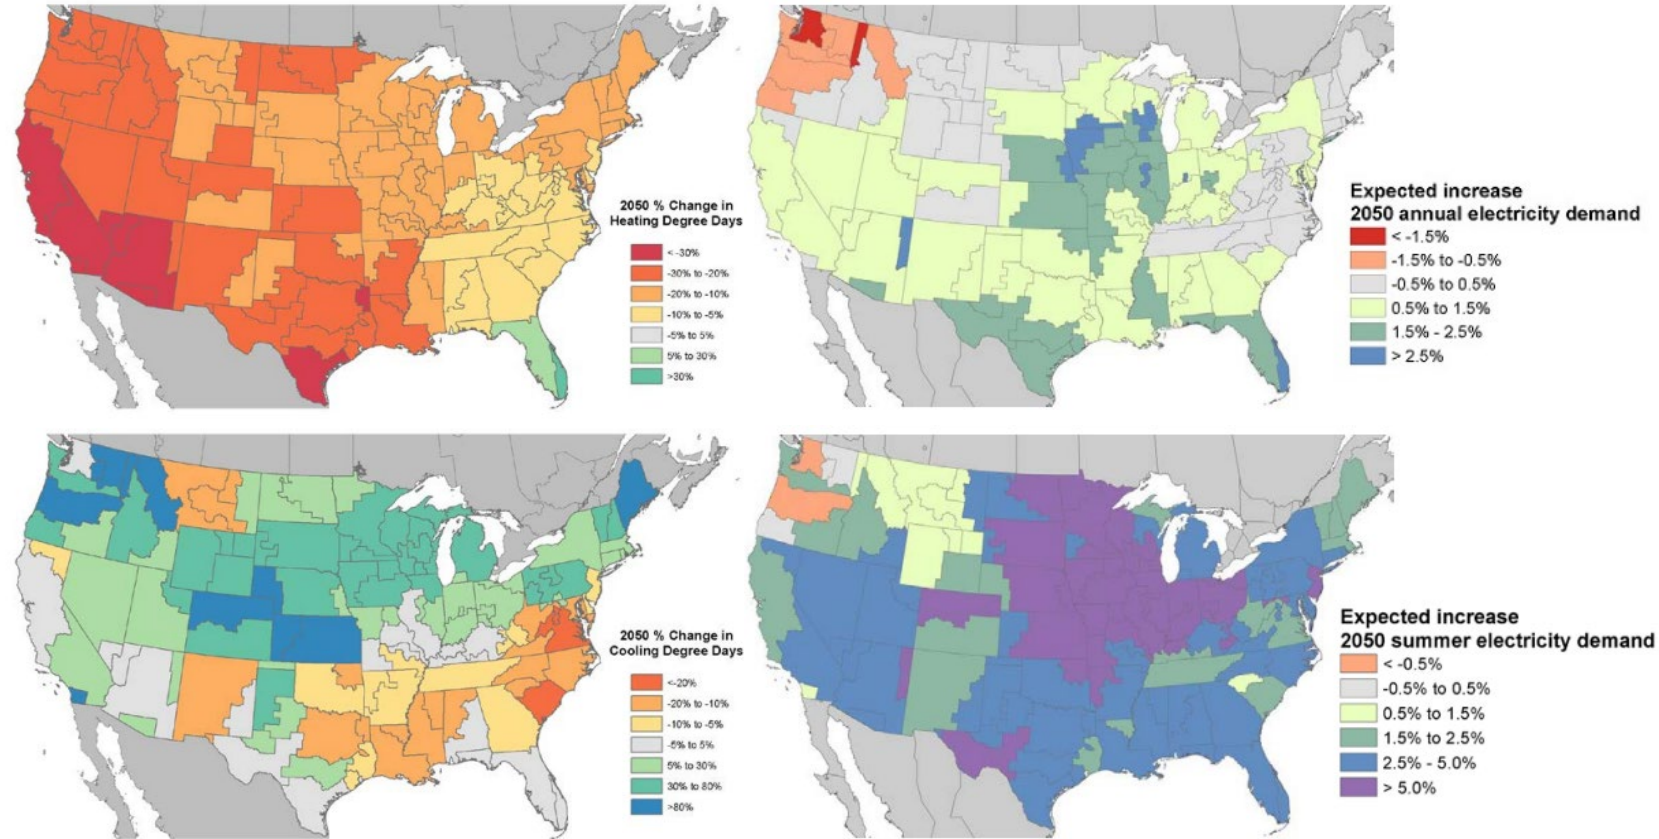 2050 % Change in
Heating Degree Days
< -30%
-30% to -20%
-20% to -10%
-10% to -5%
-5% to 5%
5% to 30%
>30%
Expected increase
2050 annual electricity demand
< -1.5%
-1.5% to -0.5%
-0.5% to 0.5%
0.5% to 1.5%
1.5% - 2.5%
> 2.5%
2050 % Change in
Cooling Degree Days
<-20%
-20% to -10%
-10% to -5%
-5% to 5%
5% to 30%
30% to 80%
>80%
Expected increase
2050 summer electricity demand
< -0.5%
-0.5% to 0.5%
0.5% to 1.5%
1.5% to 2.5%
2.5% - 5.0%
> 5.0%